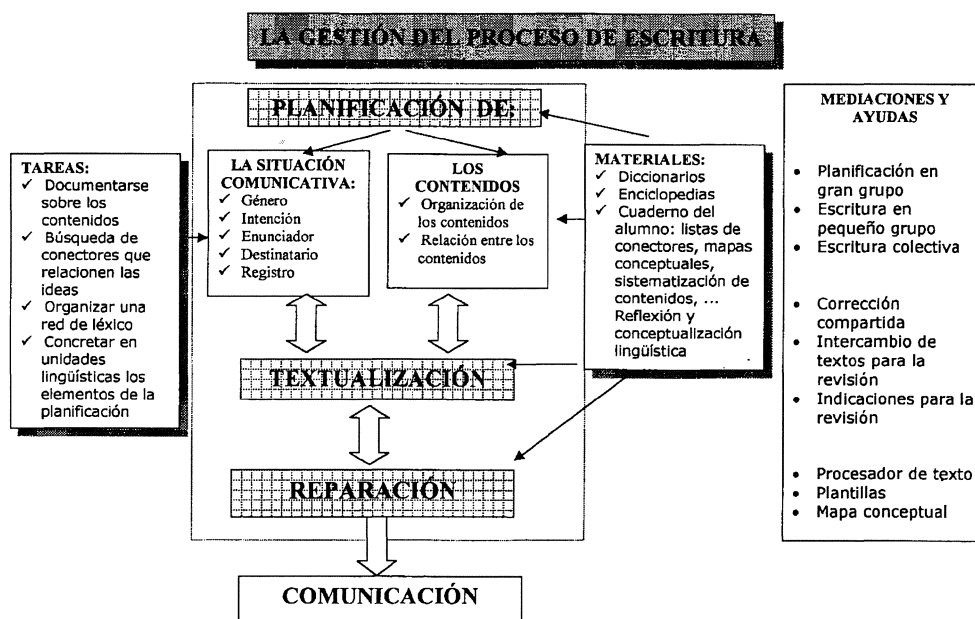 LA GESTIÓN DEL PROCESO DE ESCRITURA
PLANIFICACIÓN DE:
TAREAS:
✓ Documentarse
sobre los
contenidos
✓ Búsqueda de
conectores que
relacionen las
ideas
✓ Organizar una
red de léxico
✓ Concretar en
unidades
lingüísticas los
elementos de la
planificación
LA SITUACIÓN
COMUNICATIVA:
✓ Género
✓ Intención
✓ Enunciador
✓ Destinatario
✓ Registro
LOS
CONTENIDOS
✓ Organización de
los contenidos
✓ Relación entre los
contenidos
MATERIALES:
✓ Diccionarios
✓ Enciclopedias
✓ Cuaderno del
alumno: listas de
conectores, mapas
conceptuales,
sistematización de
contenidos, ...
Reflexión y
conceptualización
lingüística
TEXTUALIZACIÓN
REPARACIÓN
COMUNICACIÓN
MEDIACIONES Y
AYUDAS
• Planificación en
gran grupo
• Escritura en
pequeño grupo
• Escritura colectiva
• Corrección
compartida
• Intercambio de
textos para la
revisión
• Indicaciones para la
revisión
• Procesador de texto
• Plantillas
• Mapa conceptual